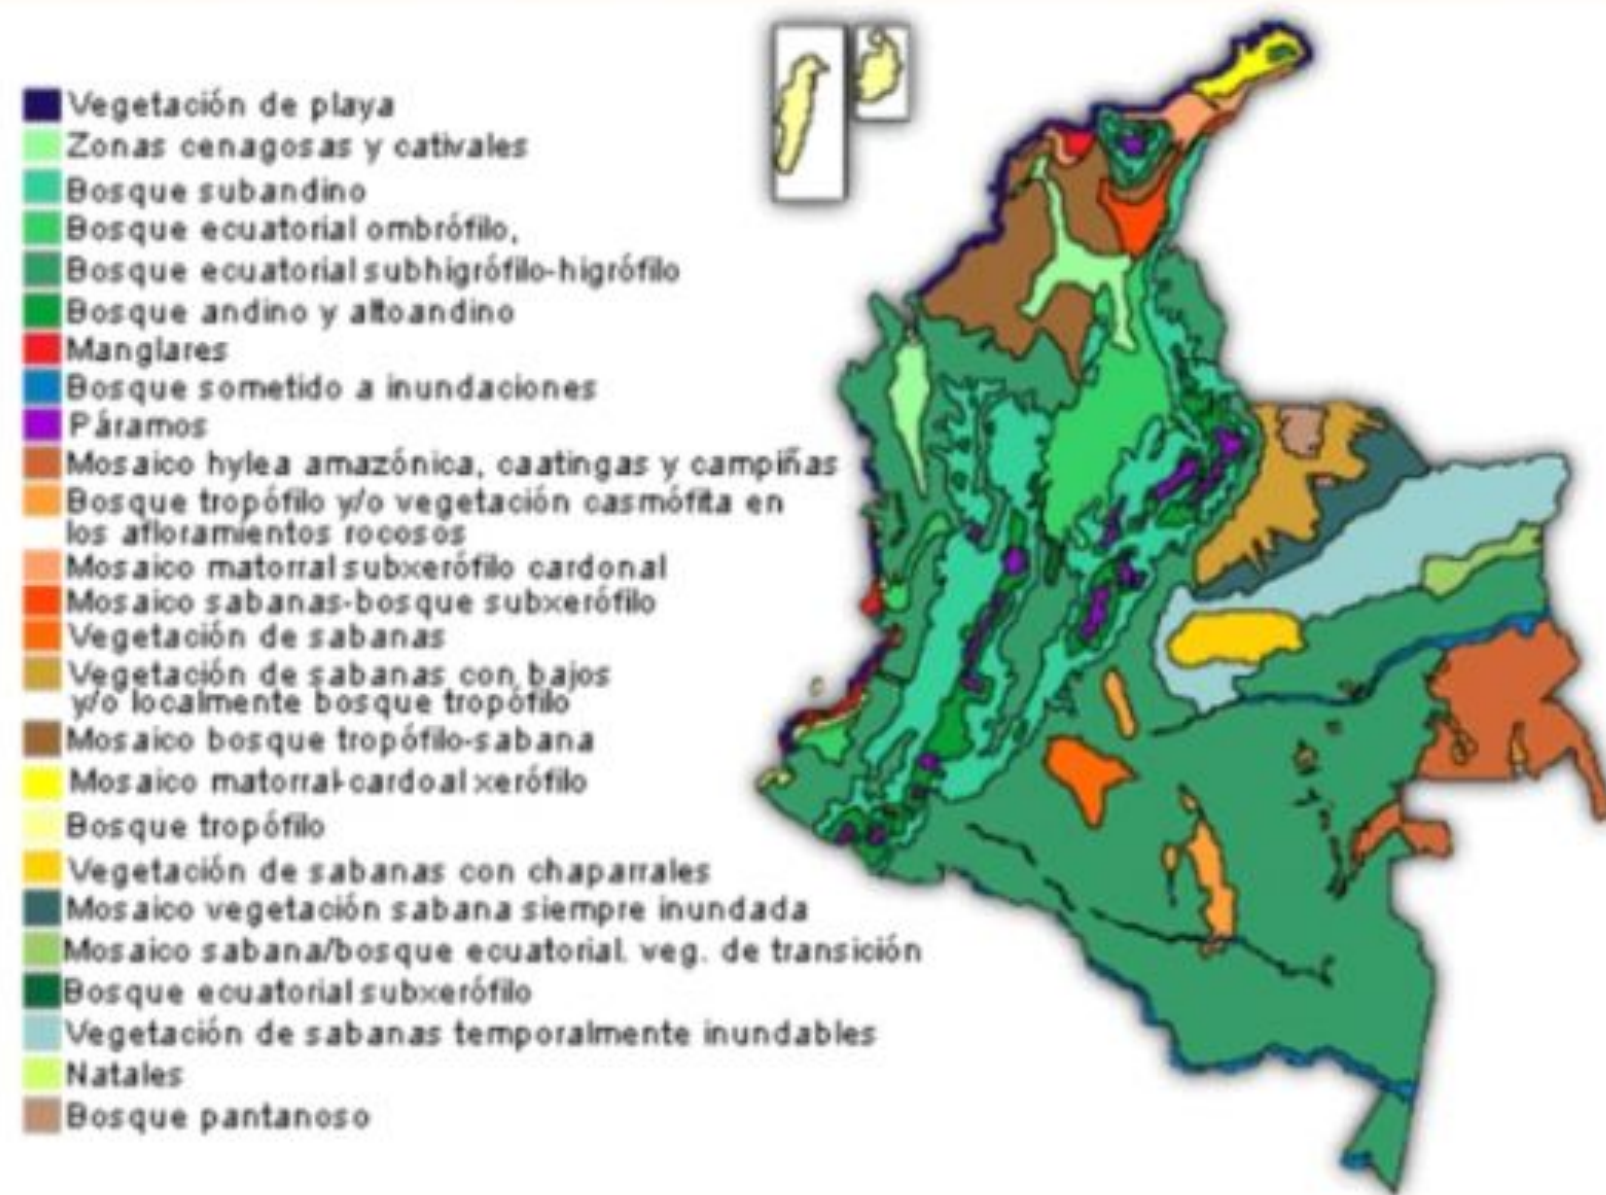 Vegetación de playa
Zonas cenagosas y cativales
Bosque subandino
Bosque ecuatorial ombrófilo,
Bosque ecuatorial subhigrófilo-higrófilo
Bosque andino y altoandino
Manglares
Bosque sometido a inundaciones
Páramos
Mosaico hylea amazónica, caatingas y campiñas
Bosque tropófilo y/o vegetación casmófita en
los afloramientos rocosos
Mosaico matorral subxerófilo cardonal
Mosaico sabanas-bosque subxerófilo
Vegetación de sabanas
Vegetación de sabanas con bajos
y/o localmente bosque tropófilo
Mosaico bosque tropófilo-sabana
Mosaico matorral-cardoal xerófilo
Bosque tropófilo
Vegetación de sabanas con chaparrales
Mosaico vegetación sabana siempre inundada
Mosaico sabana/bosque ecuatorial. veg. de transición
Bosque ecuatorial subxerófilo
Vegetación de sabanas temporalmente inundables
Natales
Bosque pantanoso